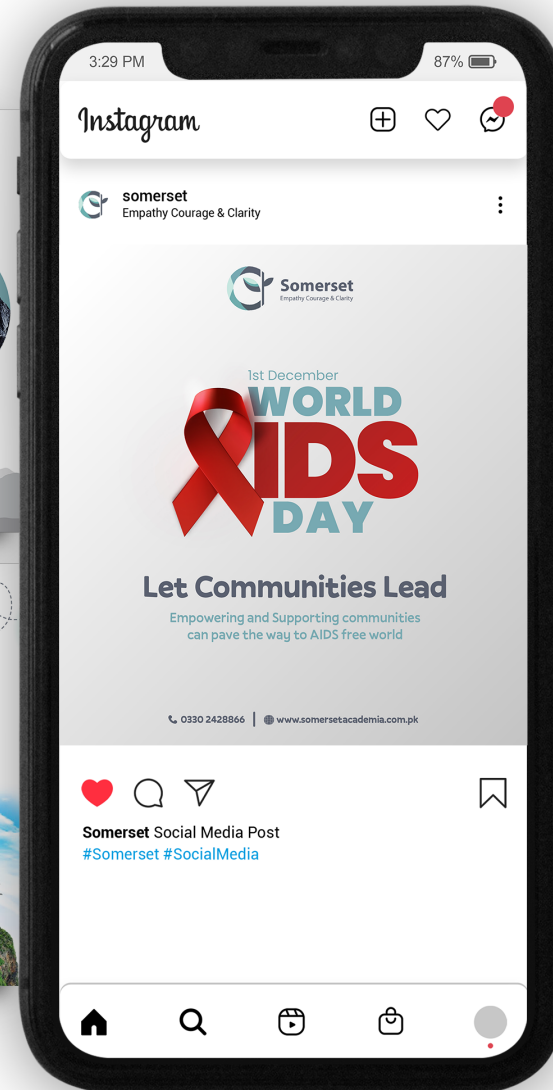 3:29 PM
87%
Instagram
somerset
Empathy Courage & Clarity
Somerset
Empathy Courage & Clarity
1st December
WORLD
AIDS
DAY
Let Communities Lead
Empowering and Supporting communities
can pave the way to AIDS free world
0330 2428866 | www.somersetacademia.com.pk
Somerset Social Media Post
#Somerset #SocialMedia